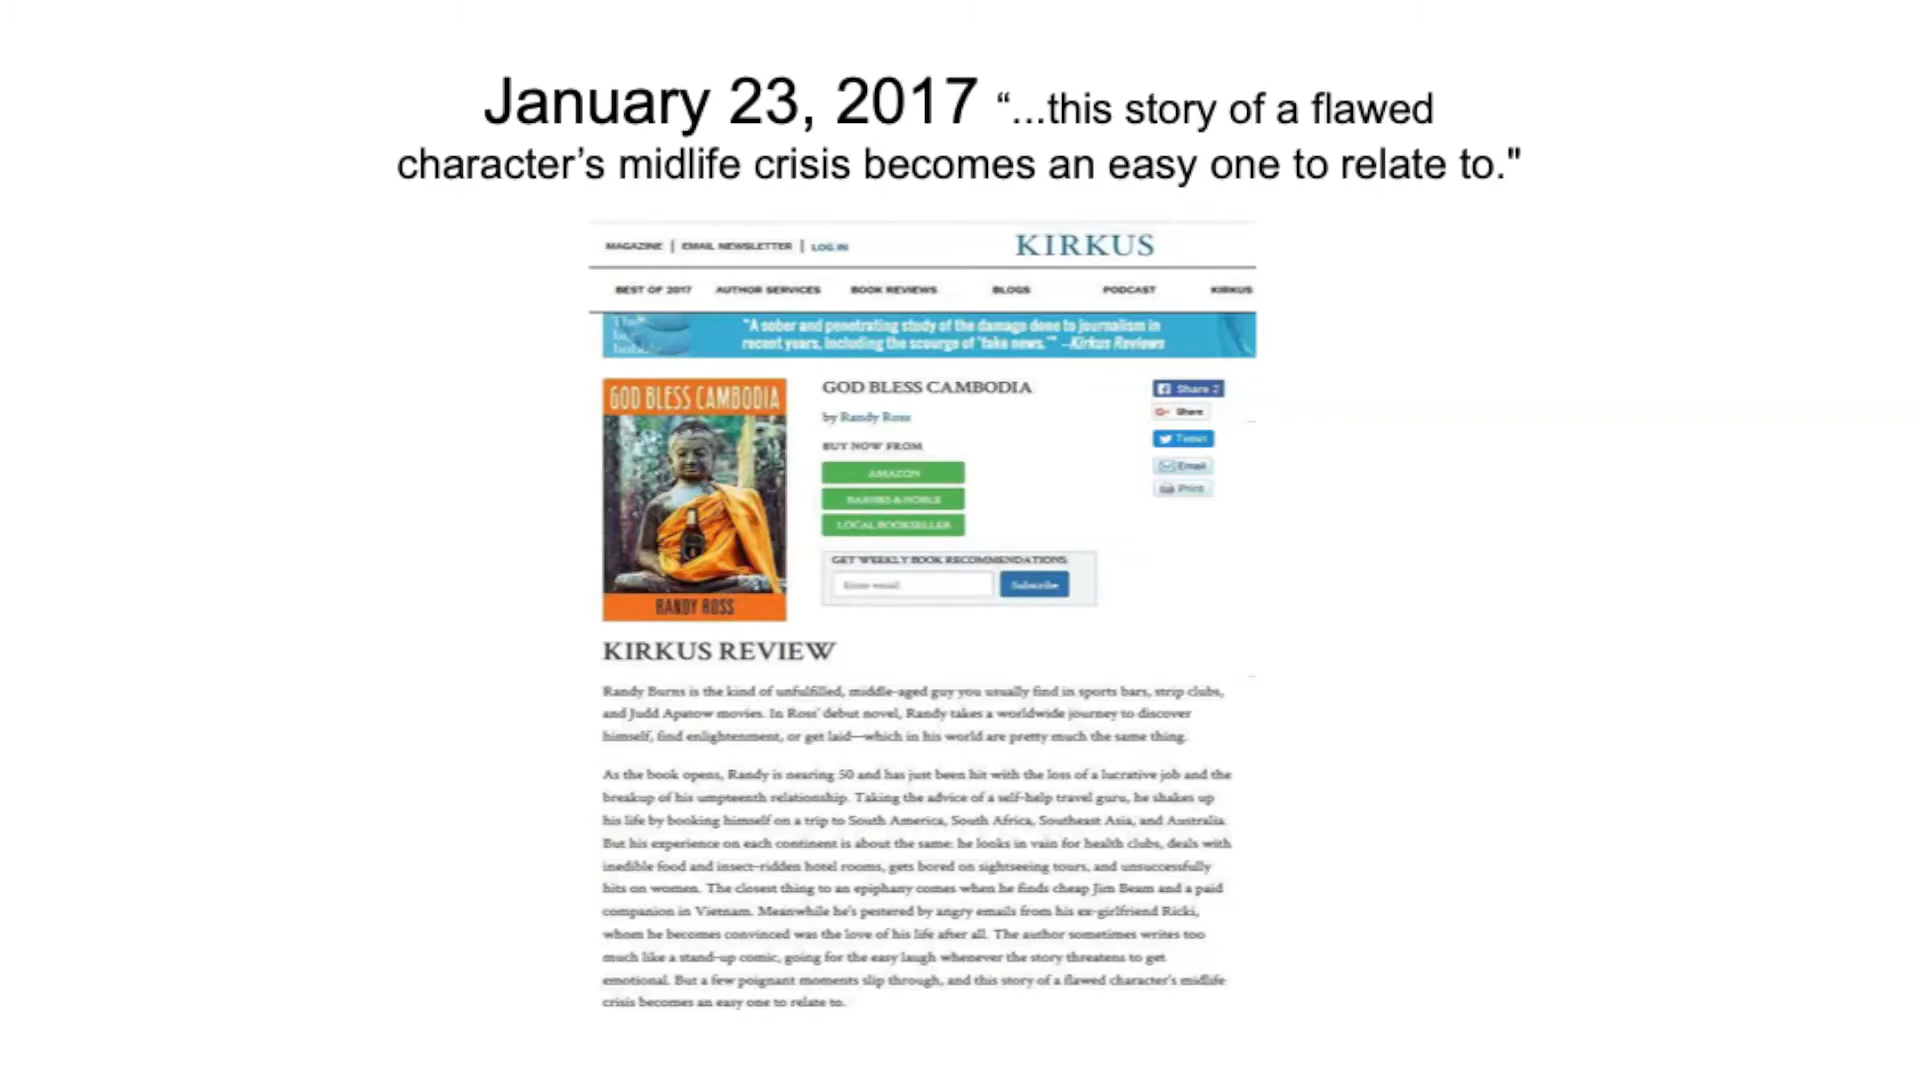 January 23, 2017 “...this story of a flawed
character’s midlife crisis becomes an easy one to relate to."
MAGAZINE | EMAIL NEWSLETTER | LOG IN
KIRKUS
BEST OF 2017 AUTHOR SERVICES BOOK REVIEWS BLOGS PODCAST KIRKUS
"A sober and penetrating study of the damage done to journalism in
recent years, including the scourge of 'fake news.'" —Kirkus Reviews
GOD BLESS CAMBODIA
RANDY ROSS
GOD BLESS CAMBODIA
by Randy Ross
BUY NOW FROM
AMAZON
BARNES & NOBLE
LOCAL BOOKSELLER
GET WEEKLY BOOK RECOMMENDATIONS:
Enter email
Subscribe
Share 2
G+ Share
Tweet
Email
Print
KIRKUS REVIEW
Randy Burns is the kind of unfulfilled, middle-aged guy you usually find in sports bars, strip clubs,
and Judd Apatow movies. In Ross' debut novel, Randy takes a worldwide journey to discover
himself, find enlightenment, or get laid—which in his world are pretty much the same thing.
As the book opens, Randy is nearing 50 and has just been hit with the loss of a lucrative job and the
breakup of his umpteenth relationship. Taking the advice of a self-help travel guru, he shakes up
his life by booking himself on a trip to South America, South Africa, Southeast Asia, and Australia.
But his experience on each continent is about the same: he looks in vain for health clubs, deals with
inedible food and insect-ridden hotel rooms, gets bored on sightseeing tours, and unsuccessfully
hits on women. The closest thing to an epiphany comes when he finds cheap Jim Beam and a paid
companion in Vietnam. Meanwhile he's pestered by angry emails from his ex-girlfriend Ricki,
whom he becomes convinced was the love of his life after all. The author sometimes writes too
much like a stand-up comic, going for the easy laugh whenever the story threatens to get
emotional. But a few poignant moments slip through, and this story of a flawed character's midlife
crisis becomes an easy one to relate to.